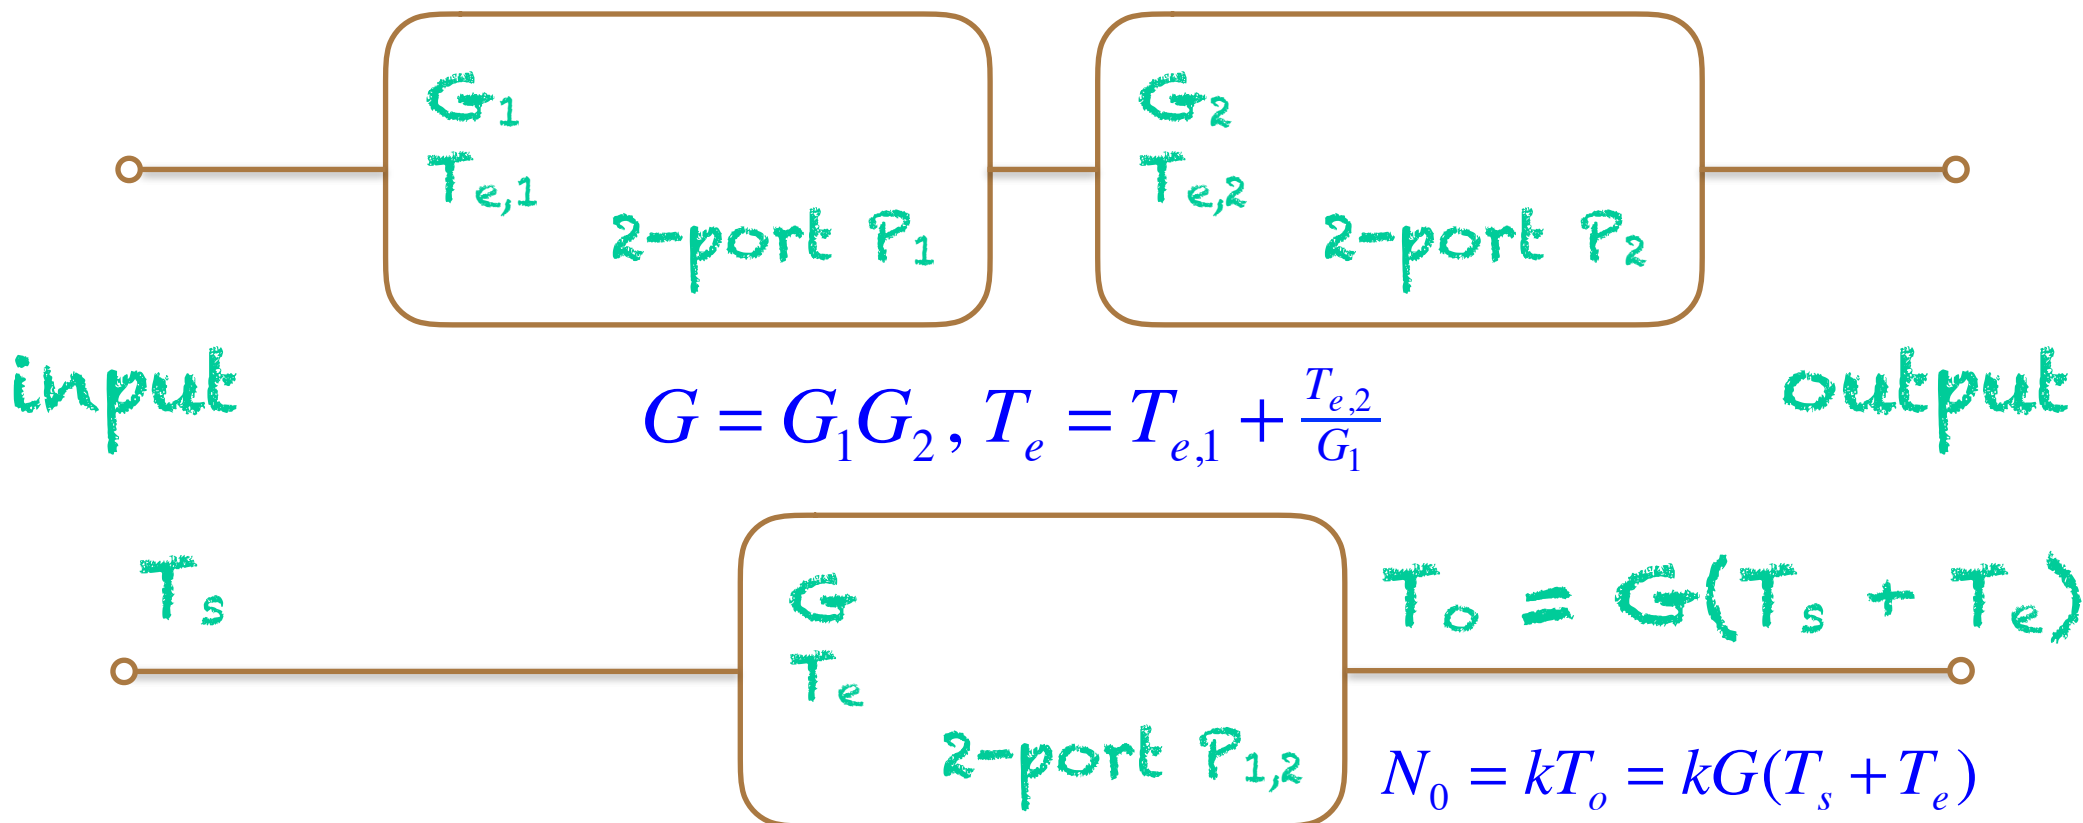 G₁
Tₑ,₁
2-port P₁
G₂
Tₑ,₂
2-port P₂
input
G = G₁G₂, Tₑ = Tₑ,₁ + Tₑ,₂/G₁
output
Tₛ
G
Tₑ
2-port P₁,₂
Tₒ = G(Tₛ + Tₑ)
N₀ = kTₒ = kG(Tₛ + Tₑ)